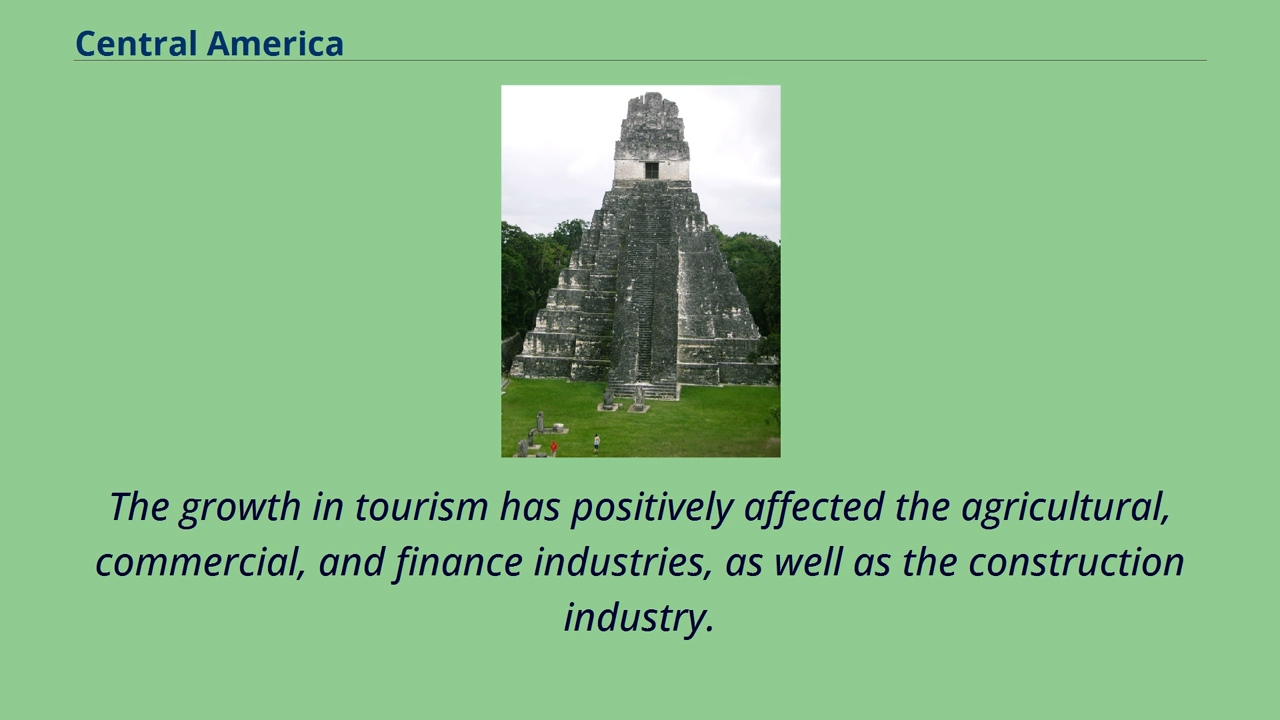 Central America
The growth in tourism has positively affected the agricultural,
commercial, and finance industries, as well as the construction
industry.